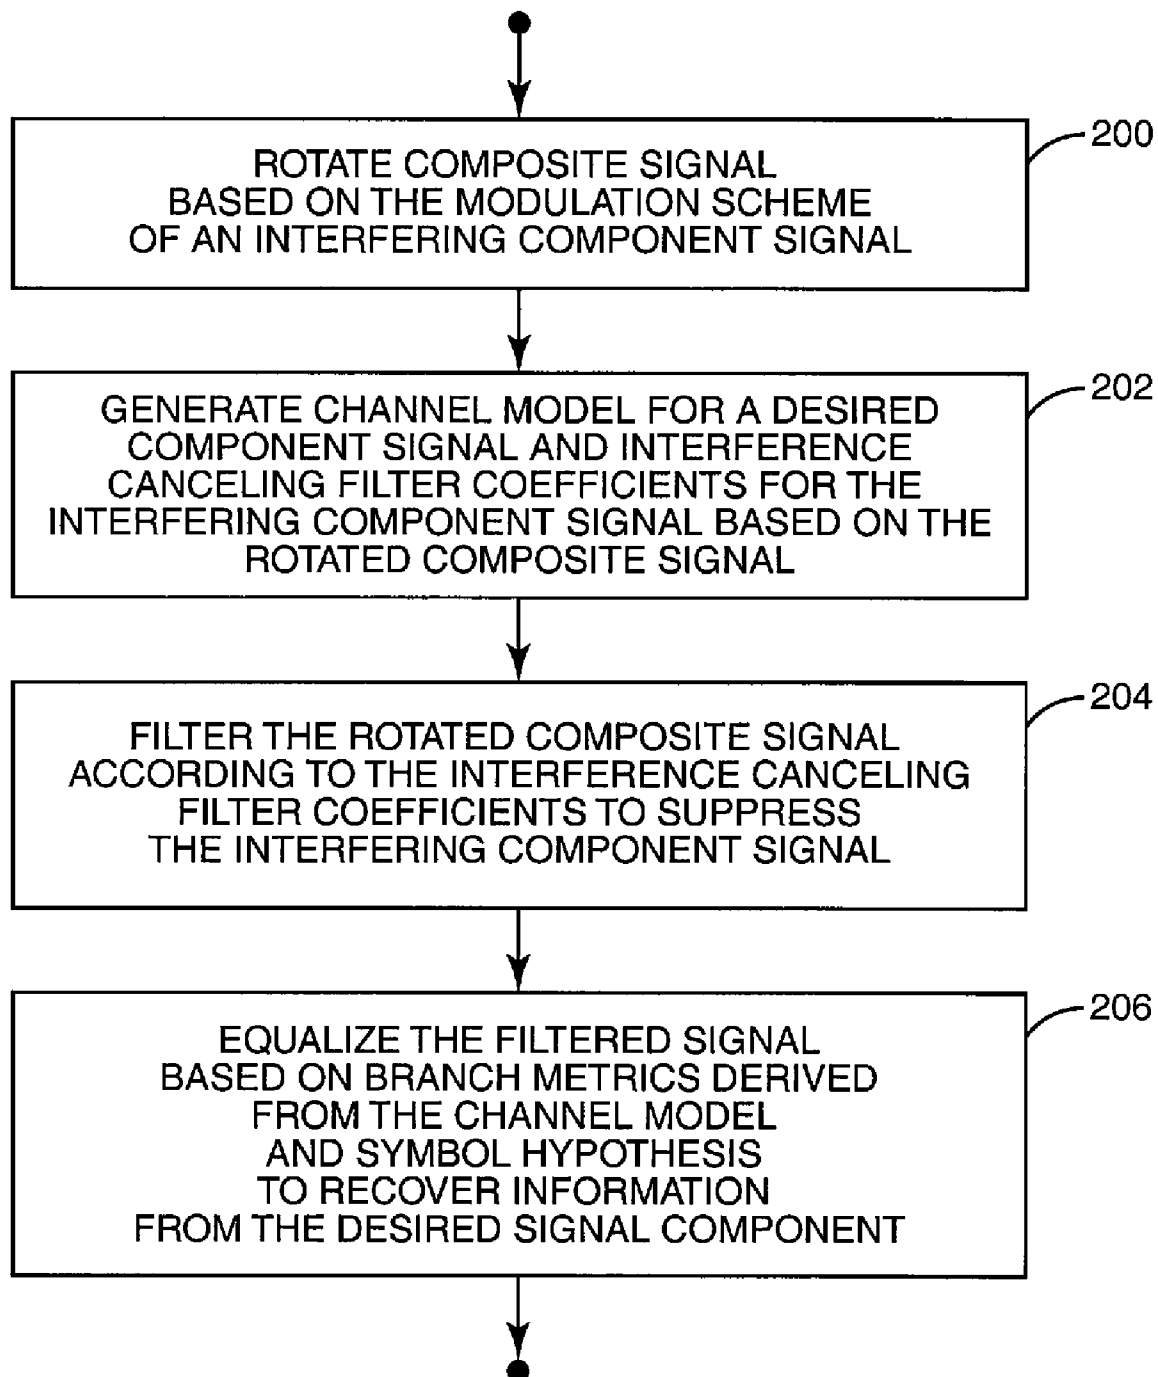 200
ROTATE COMPOSITE SIGNAL
BASED ON THE MODULATION SCHEME
OF AN INTERFERING COMPONENT SIGNAL
202
GENERATE CHANNEL MODEL FOR A DESIRED
COMPONENT SIGNAL AND INTERFERENCE
CANCELING FILTER COEFFICIENTS FOR THE
INTERFERING COMPONENT SIGNAL BASED ON THE
ROTATED COMPOSITE SIGNAL
204
FILTER THE ROTATED COMPOSITE SIGNAL
ACCORDING TO THE INTERFERENCE CANCELING
FILTER COEFFICIENTS TO SUPPRESS
THE INTERFERING COMPONENT SIGNAL
206
EQUALIZE THE FILTERED SIGNAL
BASED ON BRANCH METRICS DERIVED
FROM THE CHANNEL MODEL
AND SYMBOL HYPOTHESIS
TO RECOVER INFORMATION
FROM THE DESIRED SIGNAL COMPONENT